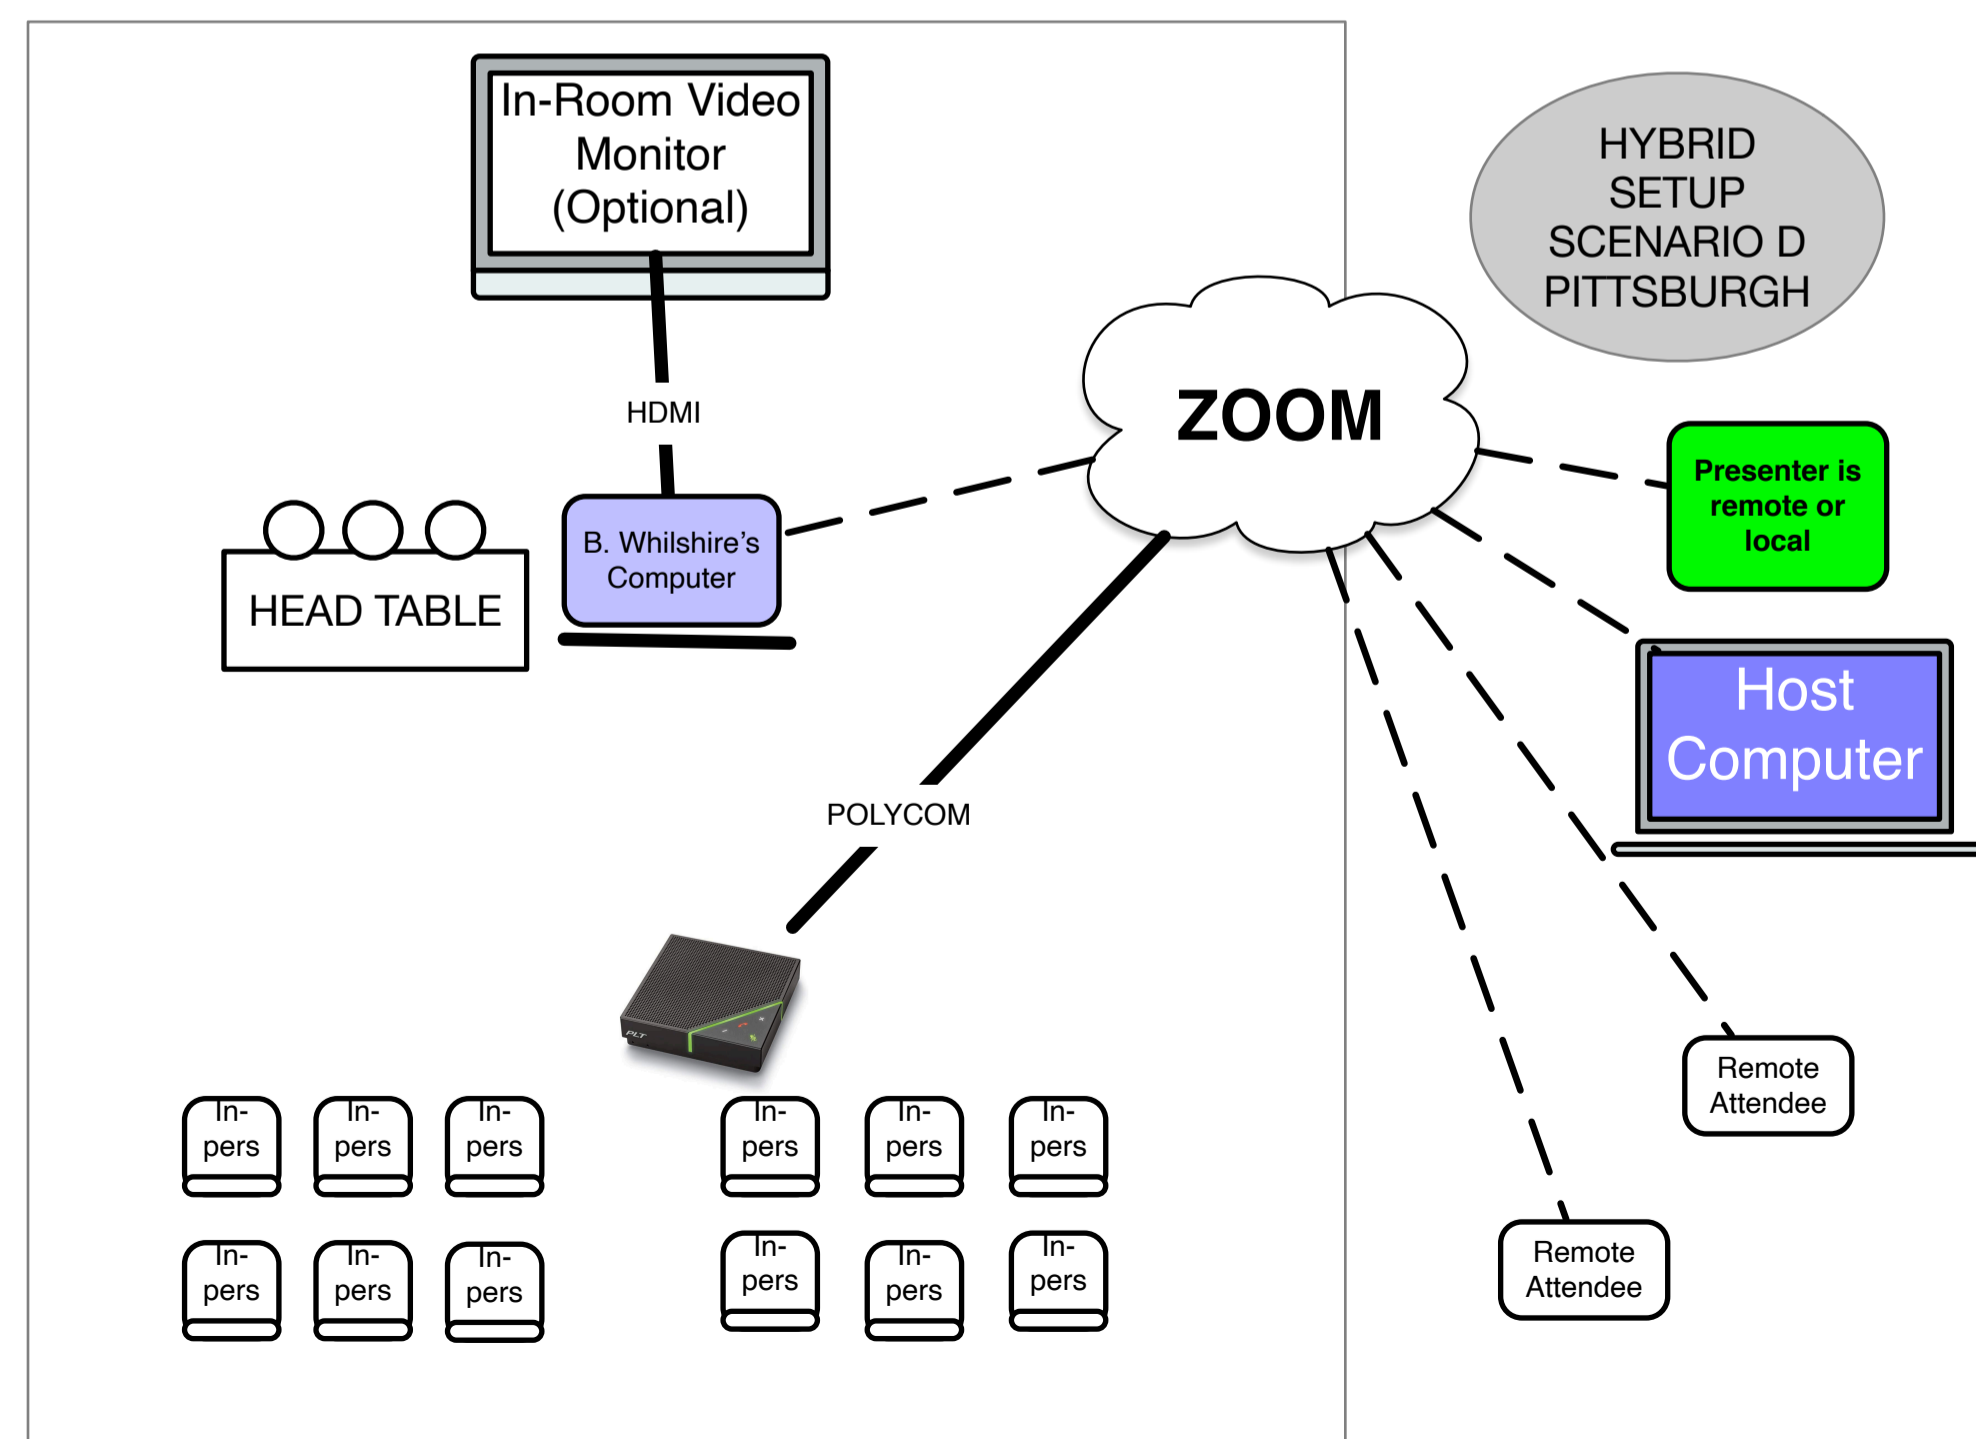 In-Room Video
Monitor
(Optional)
HYBRID
SETUP
SCENARIO D
PITTSBURGH
ZOOM
HDMI
Presenter is
remote or
local
B. Whilshire's
Computer
HEAD TABLE
Host
Computer
POLYCOM
PLT
Remote
Attendee
In-
pers
In-
pers
In-
pers
In-
pers
In-
pers
In-
pers
Remote
Attendee
In-
pers
In-
pers
In-
pers
In-
pers
In-
pers
In-
pers